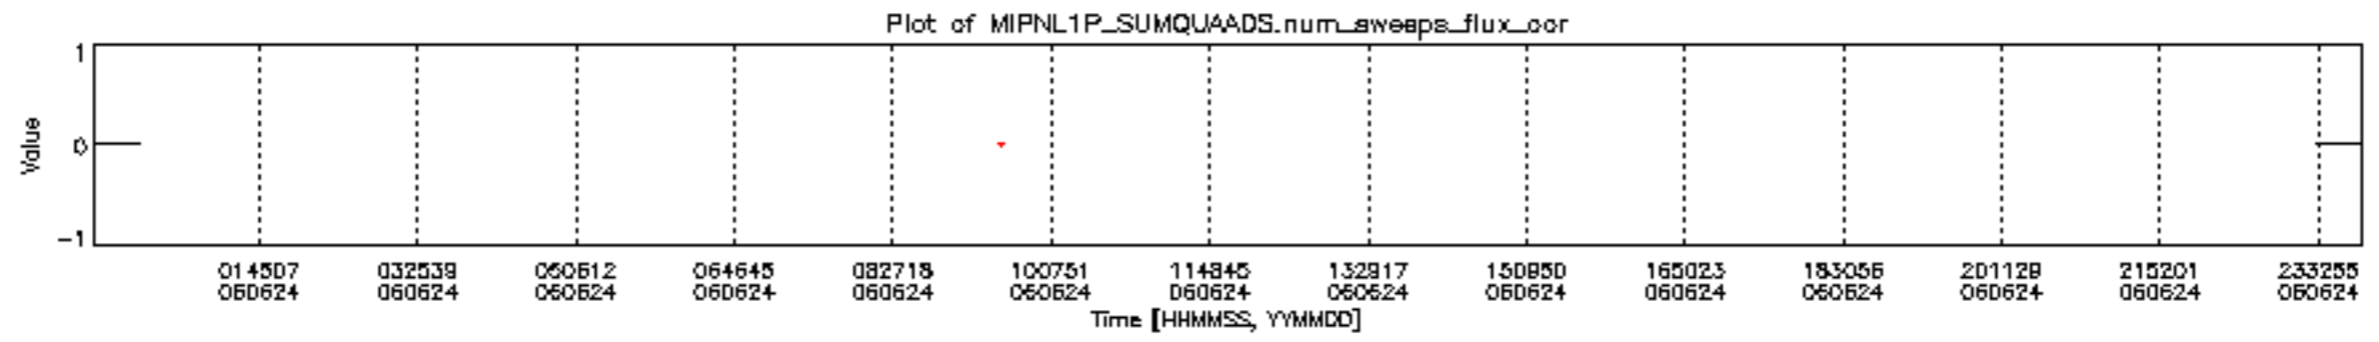 Plot of MIPNL1P_SUMQUAADS.num_sweeps_flux_cor
1
0
-1
Value
014507 032539 050612 064645 082718 100751 114845 132917 150950 165023 183056 201129 215201 233255
060624 060624 060624 060624 060624 060624 060624 060624 060624 060624 060624 060624 060624 060624
Time [HHMMSS, YYMMDD]